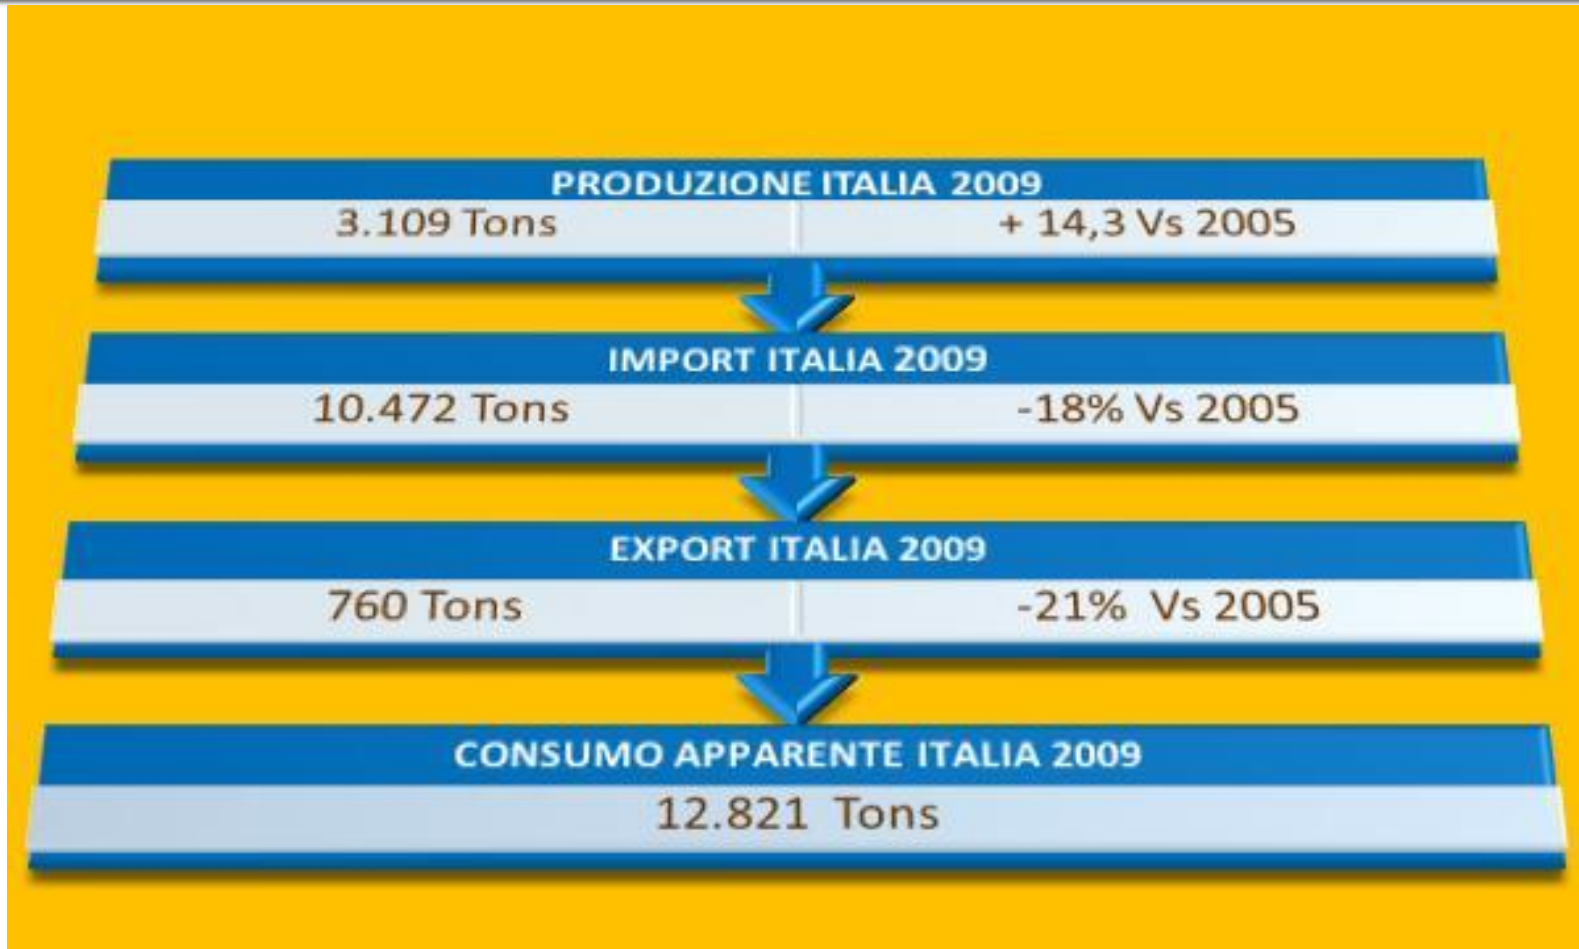 PRODUZIONE ITALIA 2009
3.109 Tons + 14,3 Vs 2005
IMPORT ITALIA 2009
10.472 Tons -18% Vs 2005
EXPORT ITALIA 2009
760 Tons -21% Vs 2005
CONSUMO APPARENTE ITALIA 2009
12.821 Tons